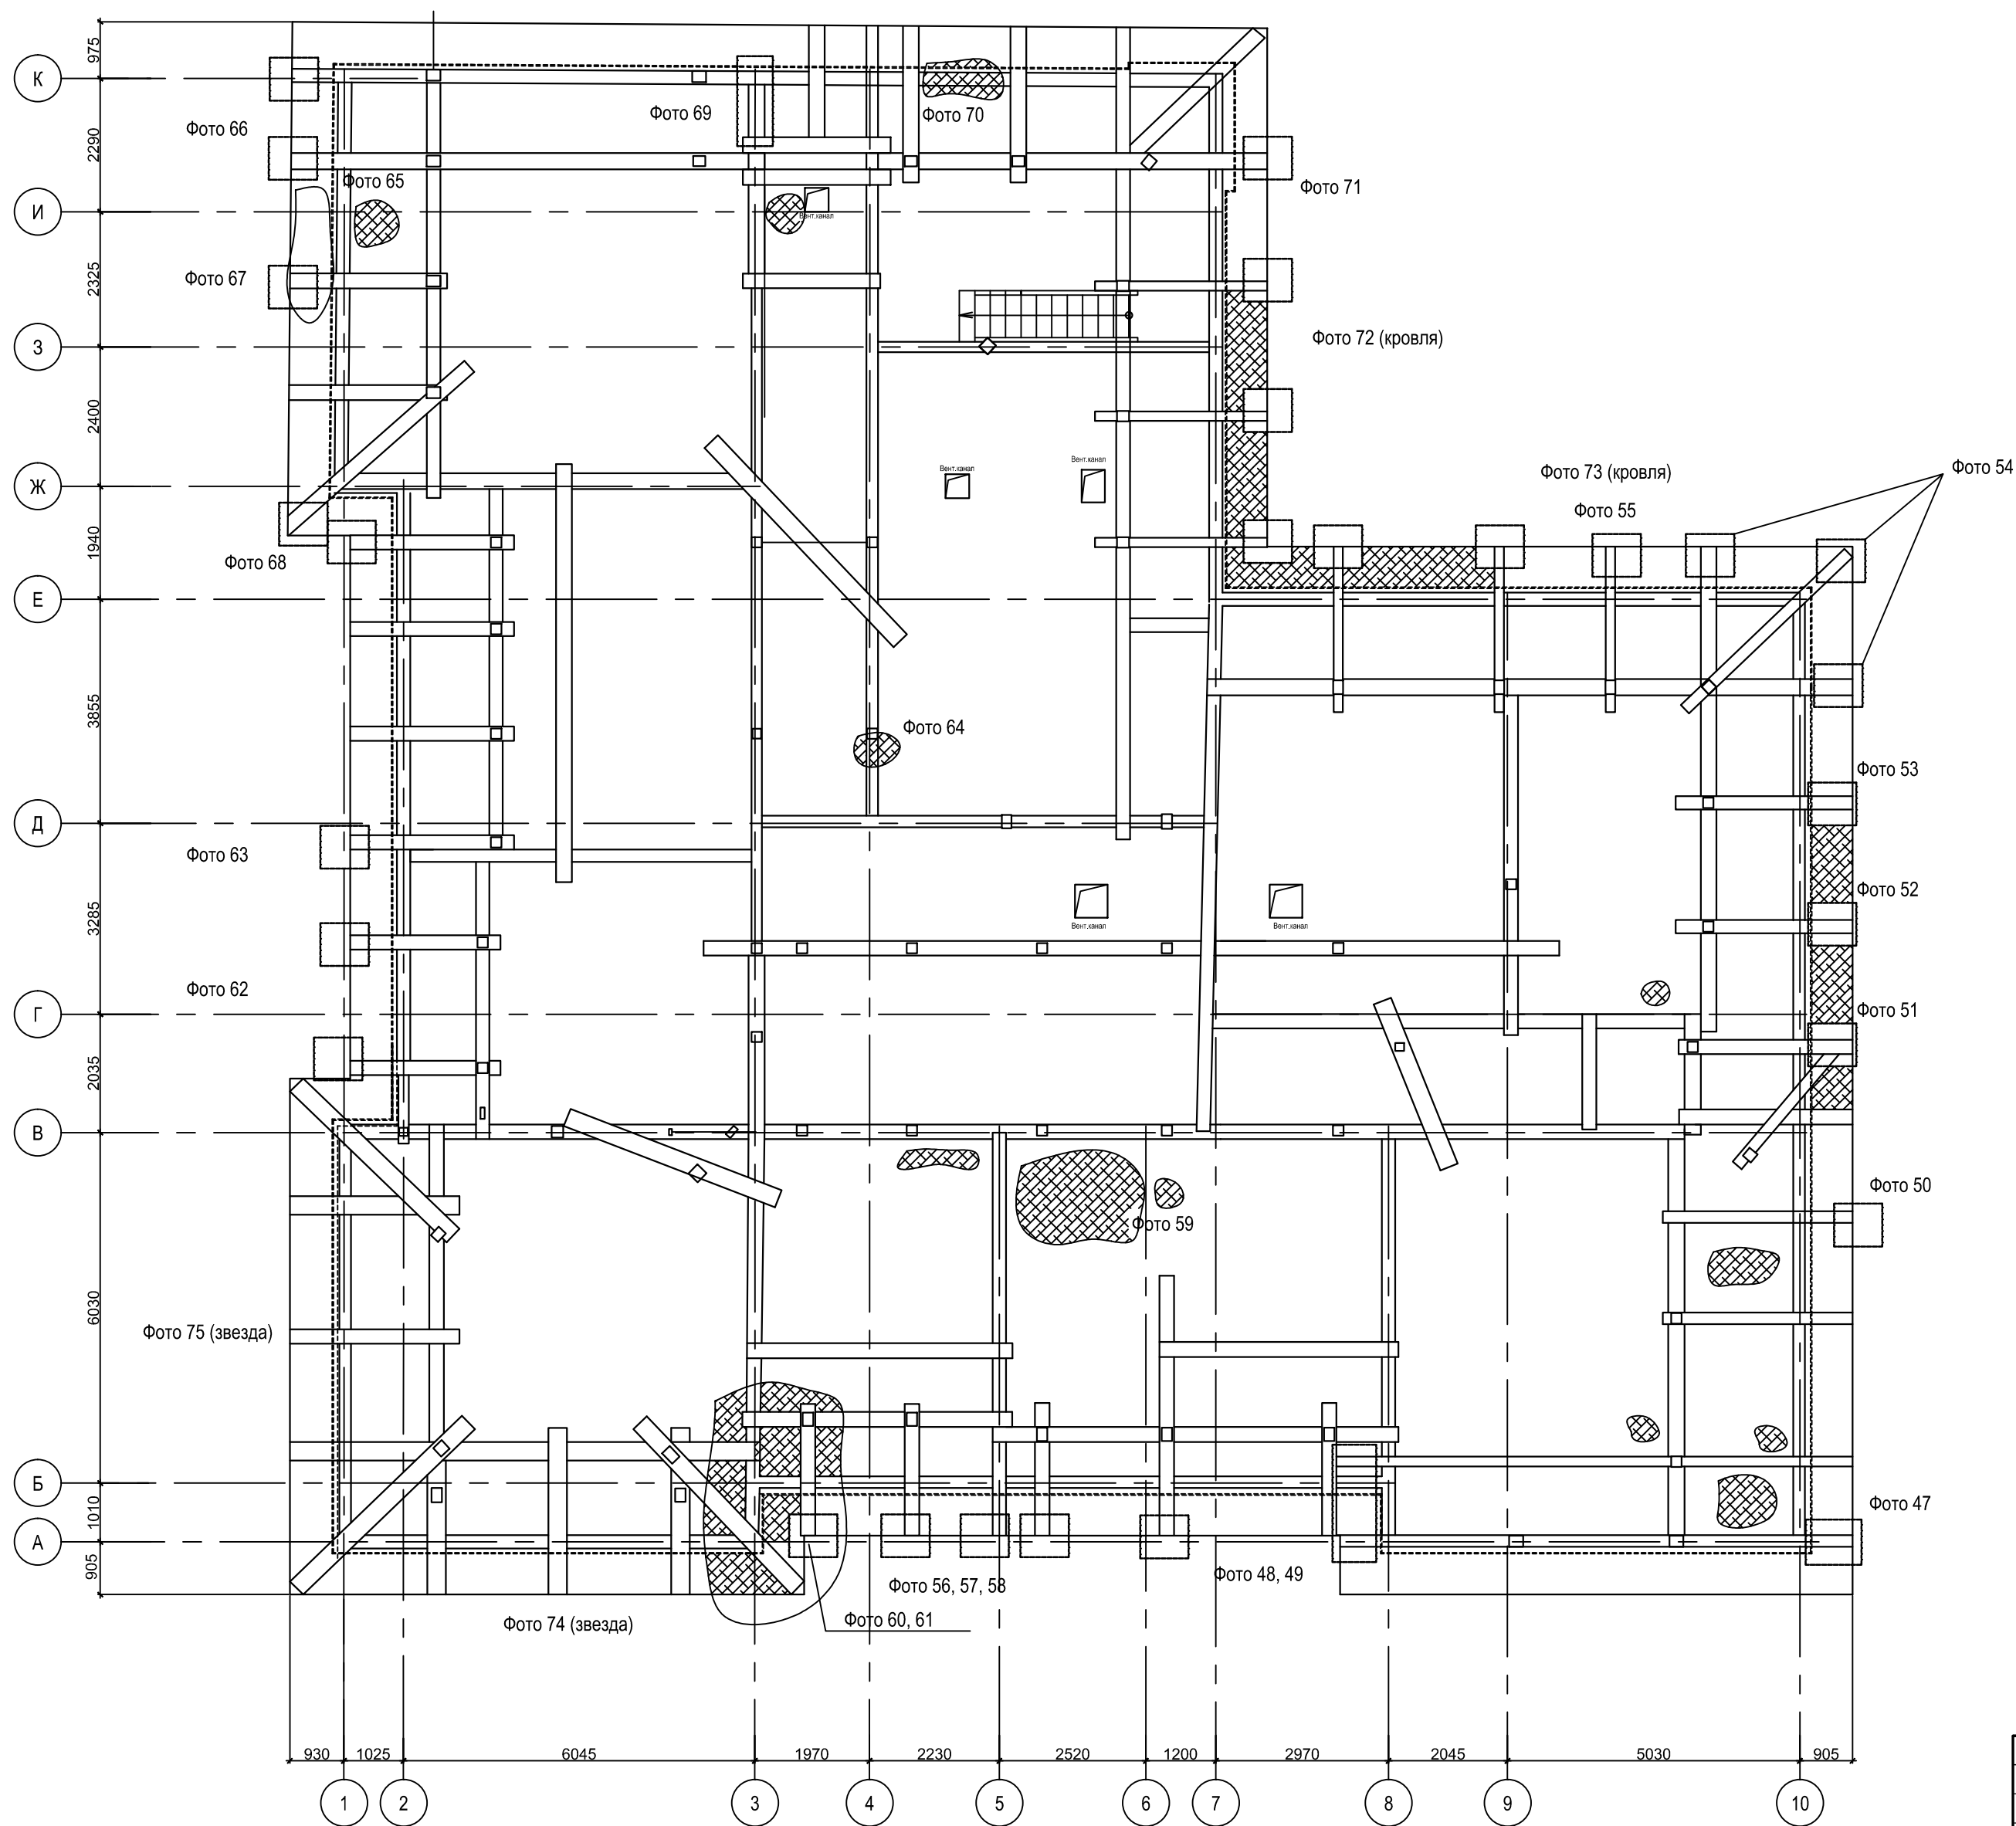 975
К
Фото 69
Фото 70
Фото 66
2290
Фото 65
Фото 71
И
Вент.канал
Фото 67
2325
Фото 72 (кровля)
З
2400
Вент.канал
Вент.канал
Фото 73 (кровля)
Фото 54
Ж
Фото 55
1940
Фото 68
Е
3855
Фото 64
Фото 53
Д
Фото 63
Фото 52
3285
Вент.канал
Вент.канал
Фото 62
Г
Фото 51
2035
В
Фото 50
Фото 59
6030
Фото 75 (звезда)
Б
1010
Фото 47
А
905
Фото 56, 57, 58
Фото 48, 49
Фото 60, 61
Фото 74 (звезда)
930 1025 6045 1970 2230 2520 1200 2970 2045 5030 905
1 2 3 4 5 6 7 8 9 10